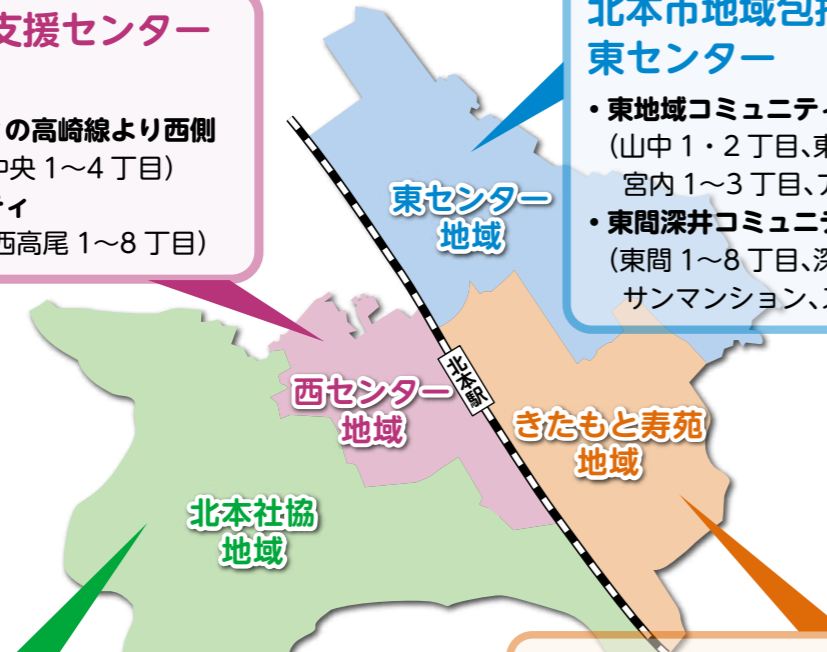 支援センター
の高崎線より西側
中央 1～4 丁目）
ティ
西高尾 1～8 丁目）
北本市地域包括
東センター
・東地域コミュニティ
（山中 1・2 丁目、東
宮内 1～3 丁目、
・東間深井コミュニテ
（東間 1～8 丁目、深
サンマンション、
東センター
地域
北本駅
西センター
地域
きたもと寿苑
地域
北本社協
地域